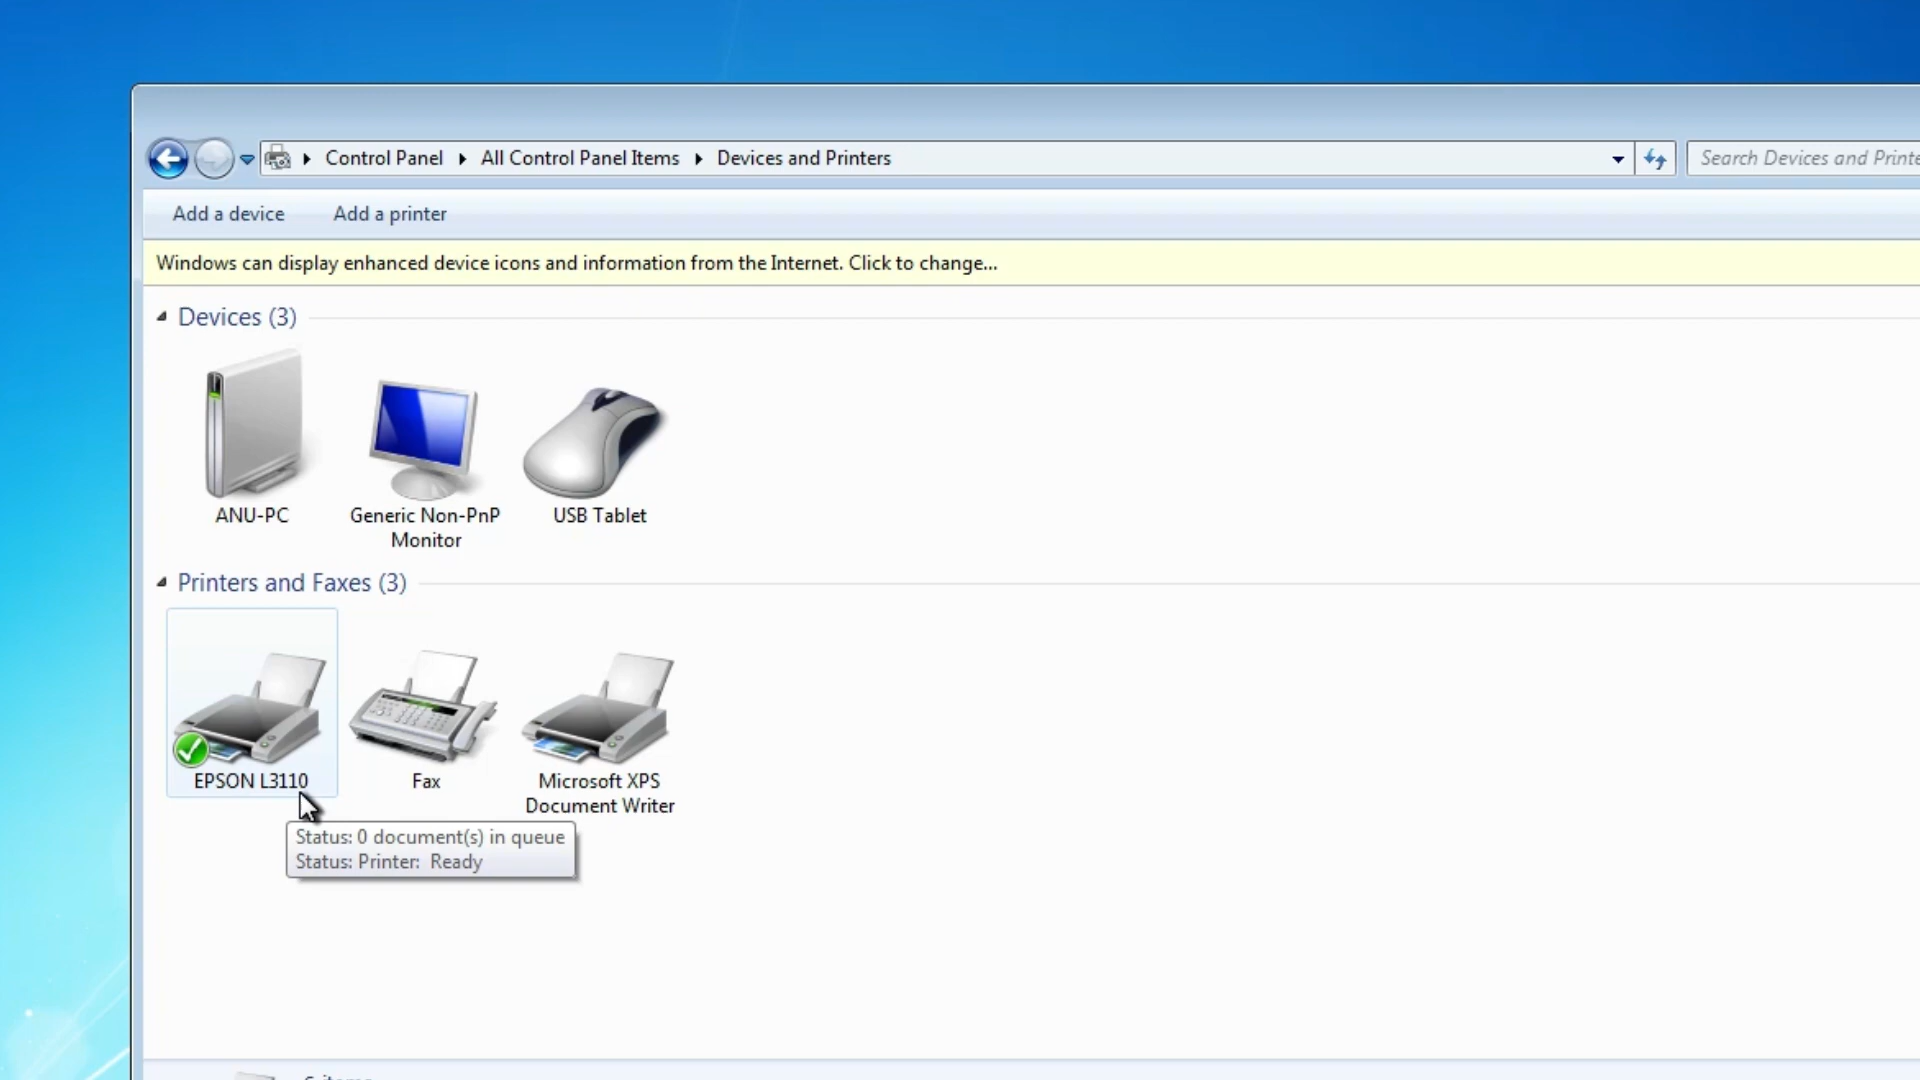 Control Panel
All Control Panel Items
Devices and Printers
Search Devices and Printe
Add a device
Add a printer
Windows can display enhanced device icons and information from the Internet. Click to change...
Devices (3)
ANU-PC
Generic Non-PnP
Monitor
USB Tablet
Printers and Faxes (3)
EPSON L3110
Fax
Microsoft XPS
Document Writer
Status: 0 document(s) in queue
Status: Printer:  Ready